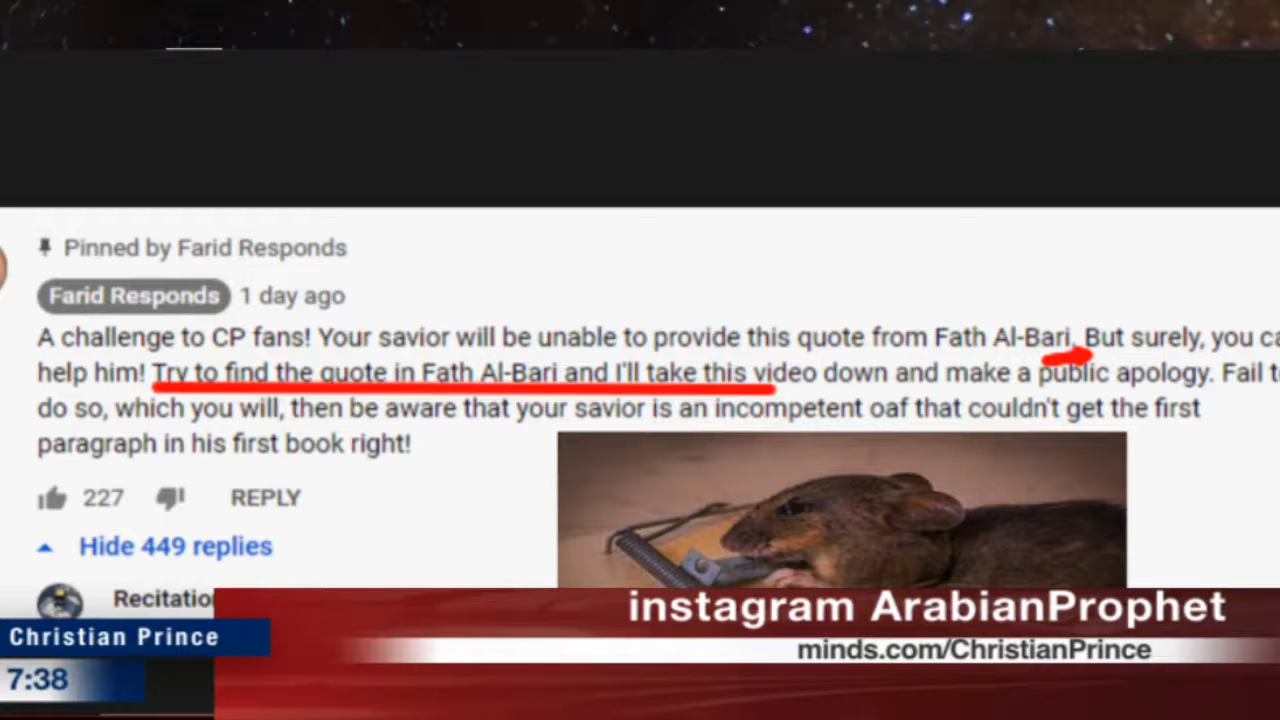 Pinned by Farid Responds
Farid Responds 1 day ago
A challenge to CP fans! Your savior will be unable to provide this quote from Fath Al-Bari. But surely, you
help him! Try to find the quote in Fath Al-Bari and I'll take this video down and make a public apology. Fail
do so, which you will, then be aware that your savior is an incompetent oaf that couldn't get the first
paragraph in his first book right!
227 REPLY
Hide 449 replies
instagram ArabianProphet
Christian Prince
minds.com/ChristianPrince
7:38